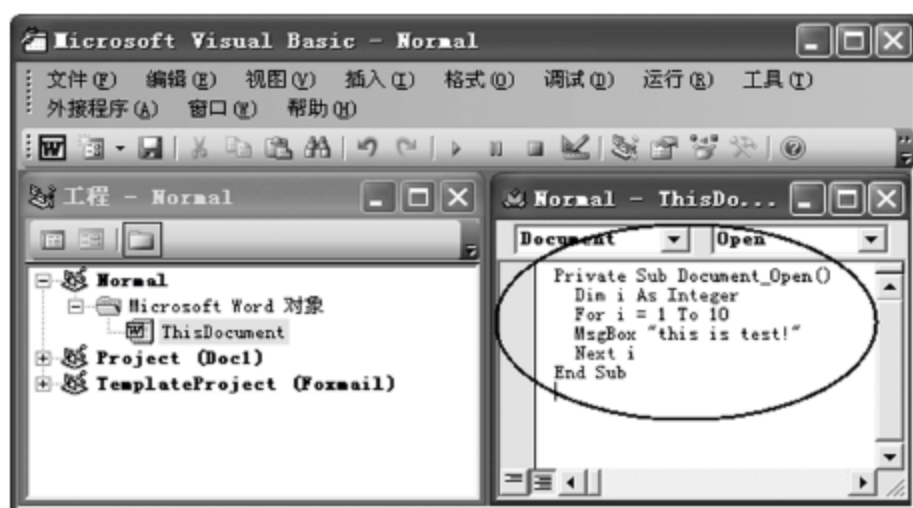 Microsoft Visual Basic - Normal
文件(F) 编辑(E) 视图(V) 插入(I) 格式(O) 调试(D) 运行(R) 工具(T)
外接程序(A) 窗口(W) 帮助(H)
工程 - Normal
Normal
Microsoft Word 对象
ThisDocument
Project (Doc1)
TemplateProject (Foxmail)
Normal - ThisDo...
Document Open
Private Sub Document_Open()
Dim i As Integer
For i = 1 To 10
MsgBox "this is test!"
Next i
End Sub